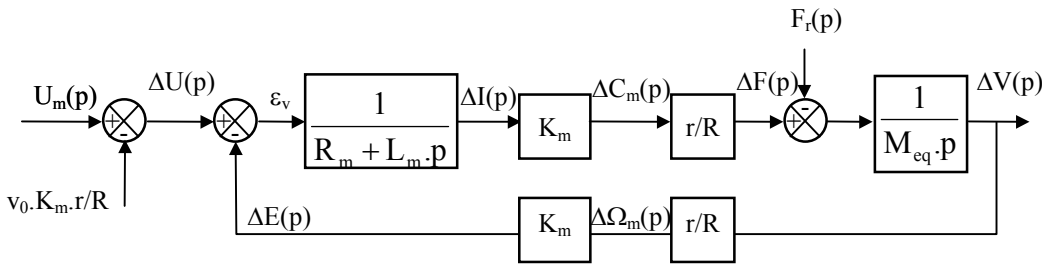 F_r(p)
U_m(p)
ΔU(p)
ε_v
1
R_m + L_m.p
ΔI(p)
K_m
ΔC_m(p)
r/R
ΔF(p)
1
M_eq.p
ΔV(p)
+
-
+
-
+
-
v_0.K_m.r/R
ΔE(p)
K_m
ΔΩ_m(p)
r/R